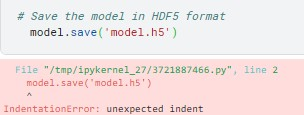 # Save the model in HDF5 format
model.save('model.h5')
File "/tmp/ipykernel_27/3721887466.py", line 2
model.save('model.h5')
^
IndentationError: unexpected indent